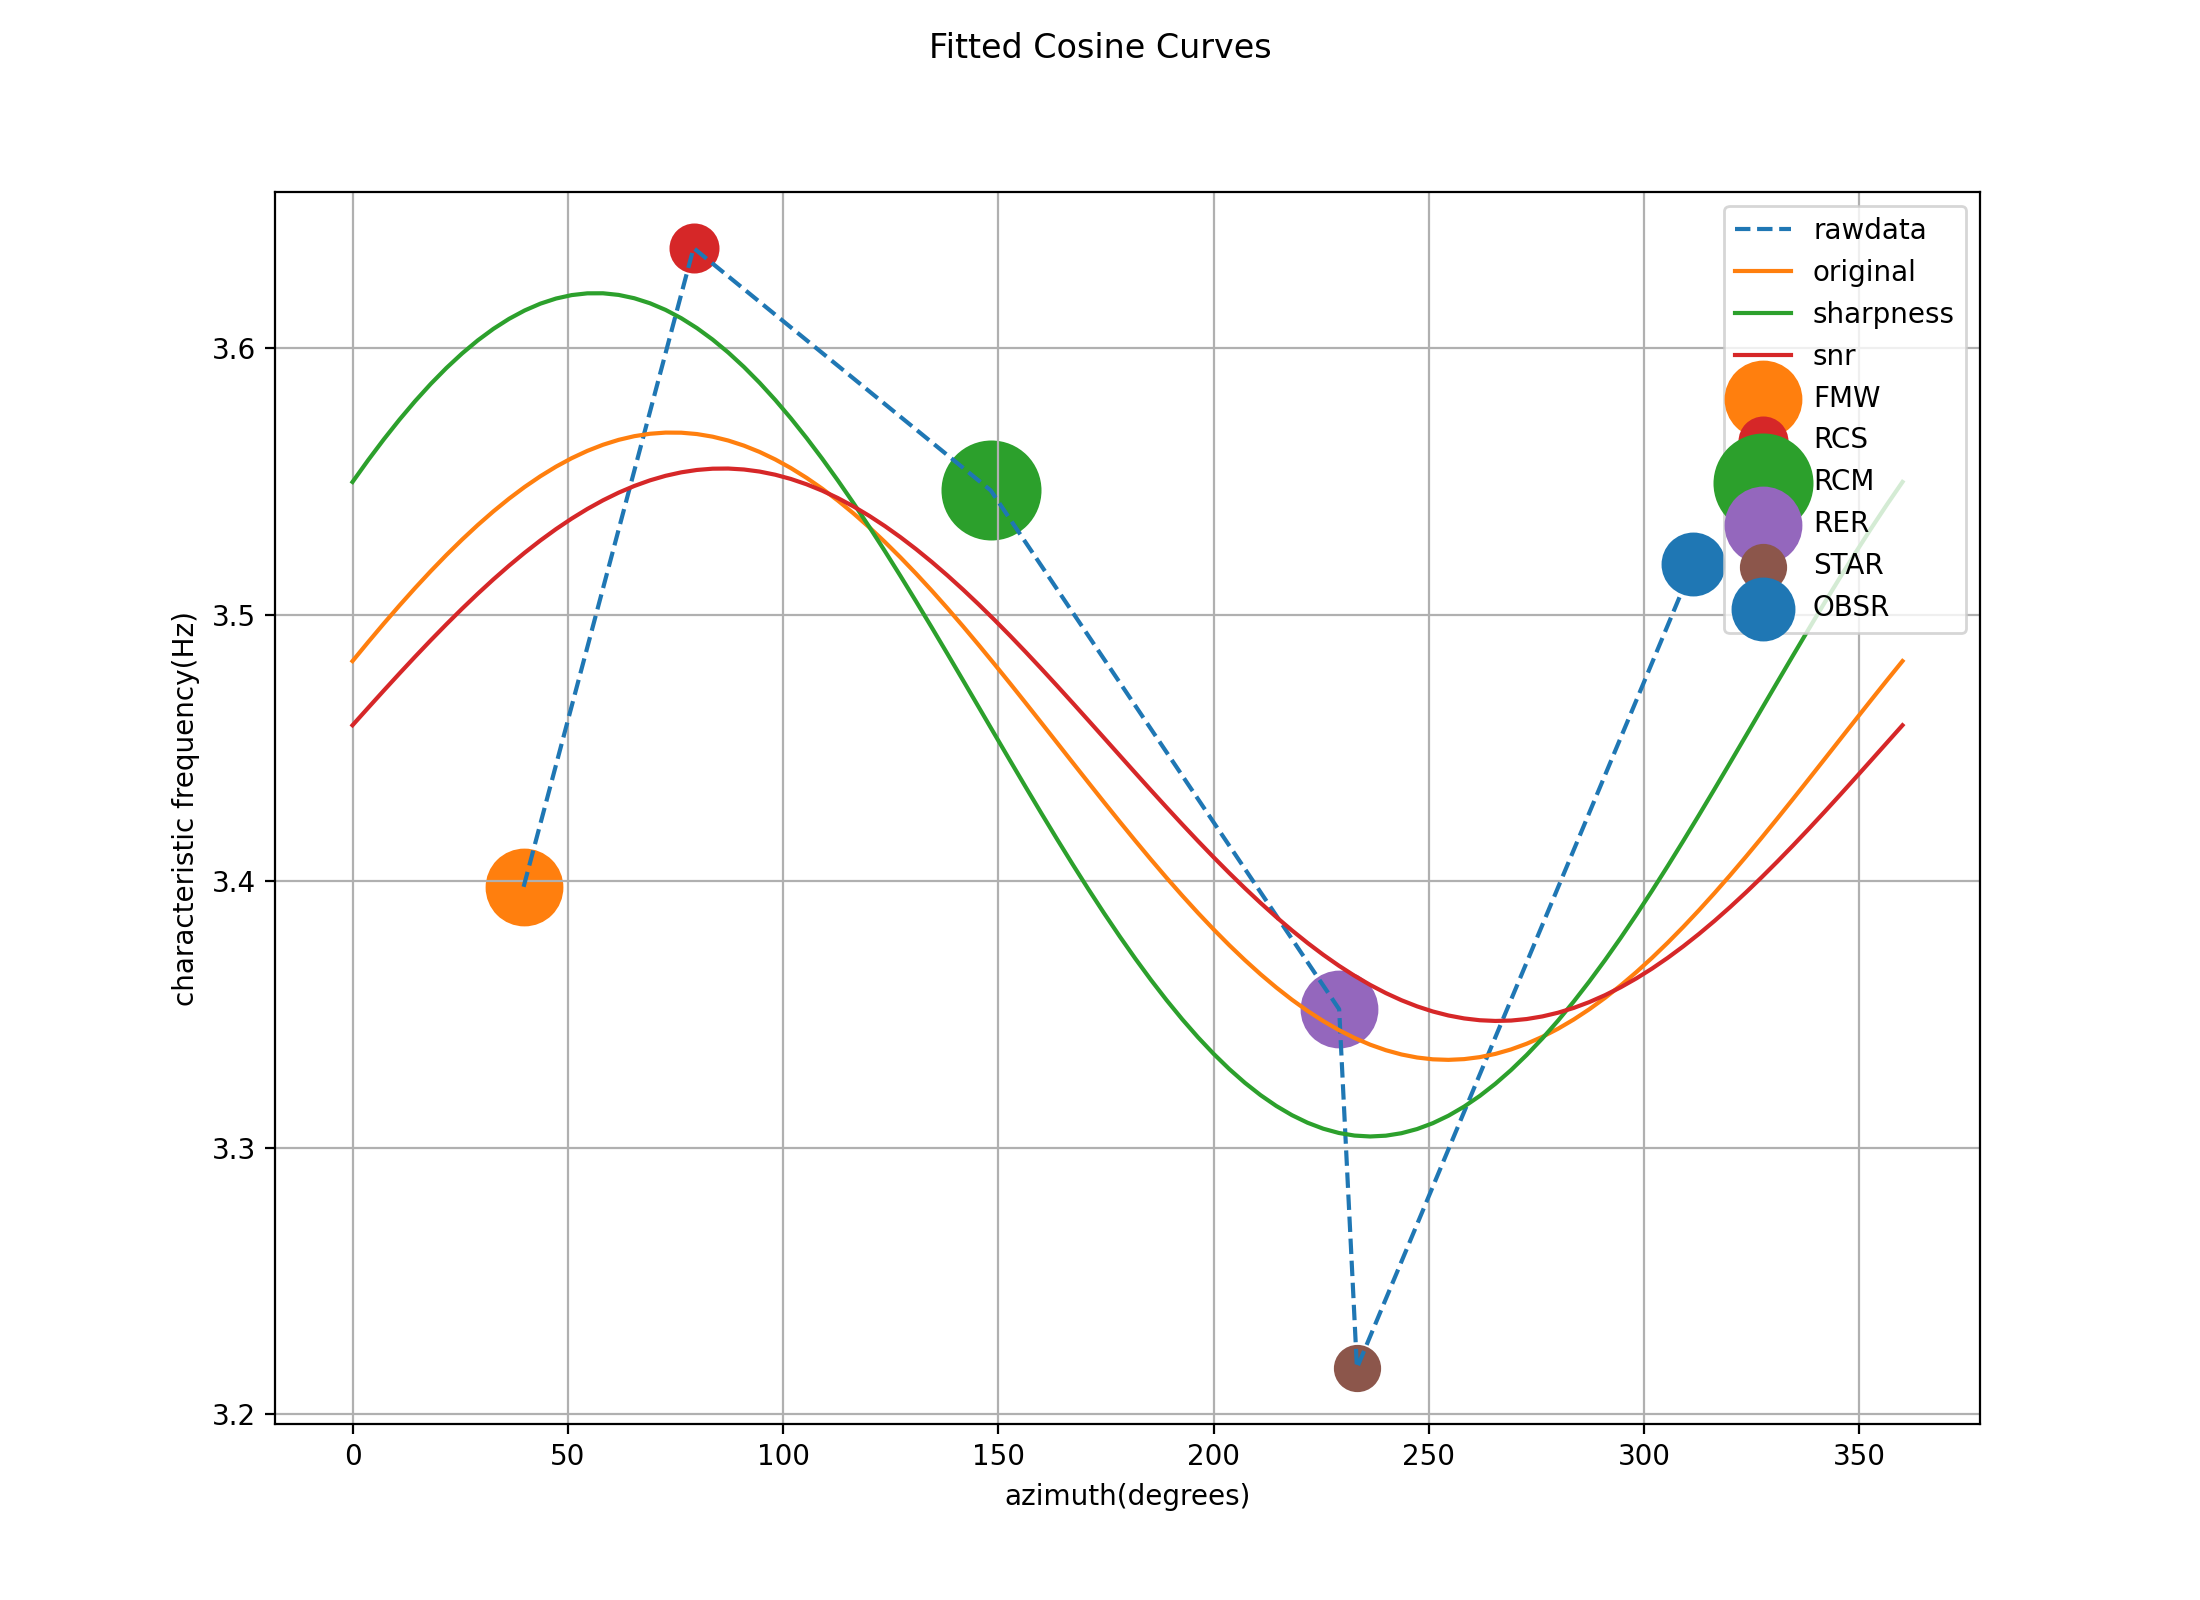 Fitted Cosine Curves
rawdata
original
sharpness
snr
FMW
RCS
RCM
RER
STAR
OBSR
characteristic frequency(Hz)
3.6
3.5
3.4
3.3
3.2
0 50 100 150 200 250 300 350
azimuth(degrees)